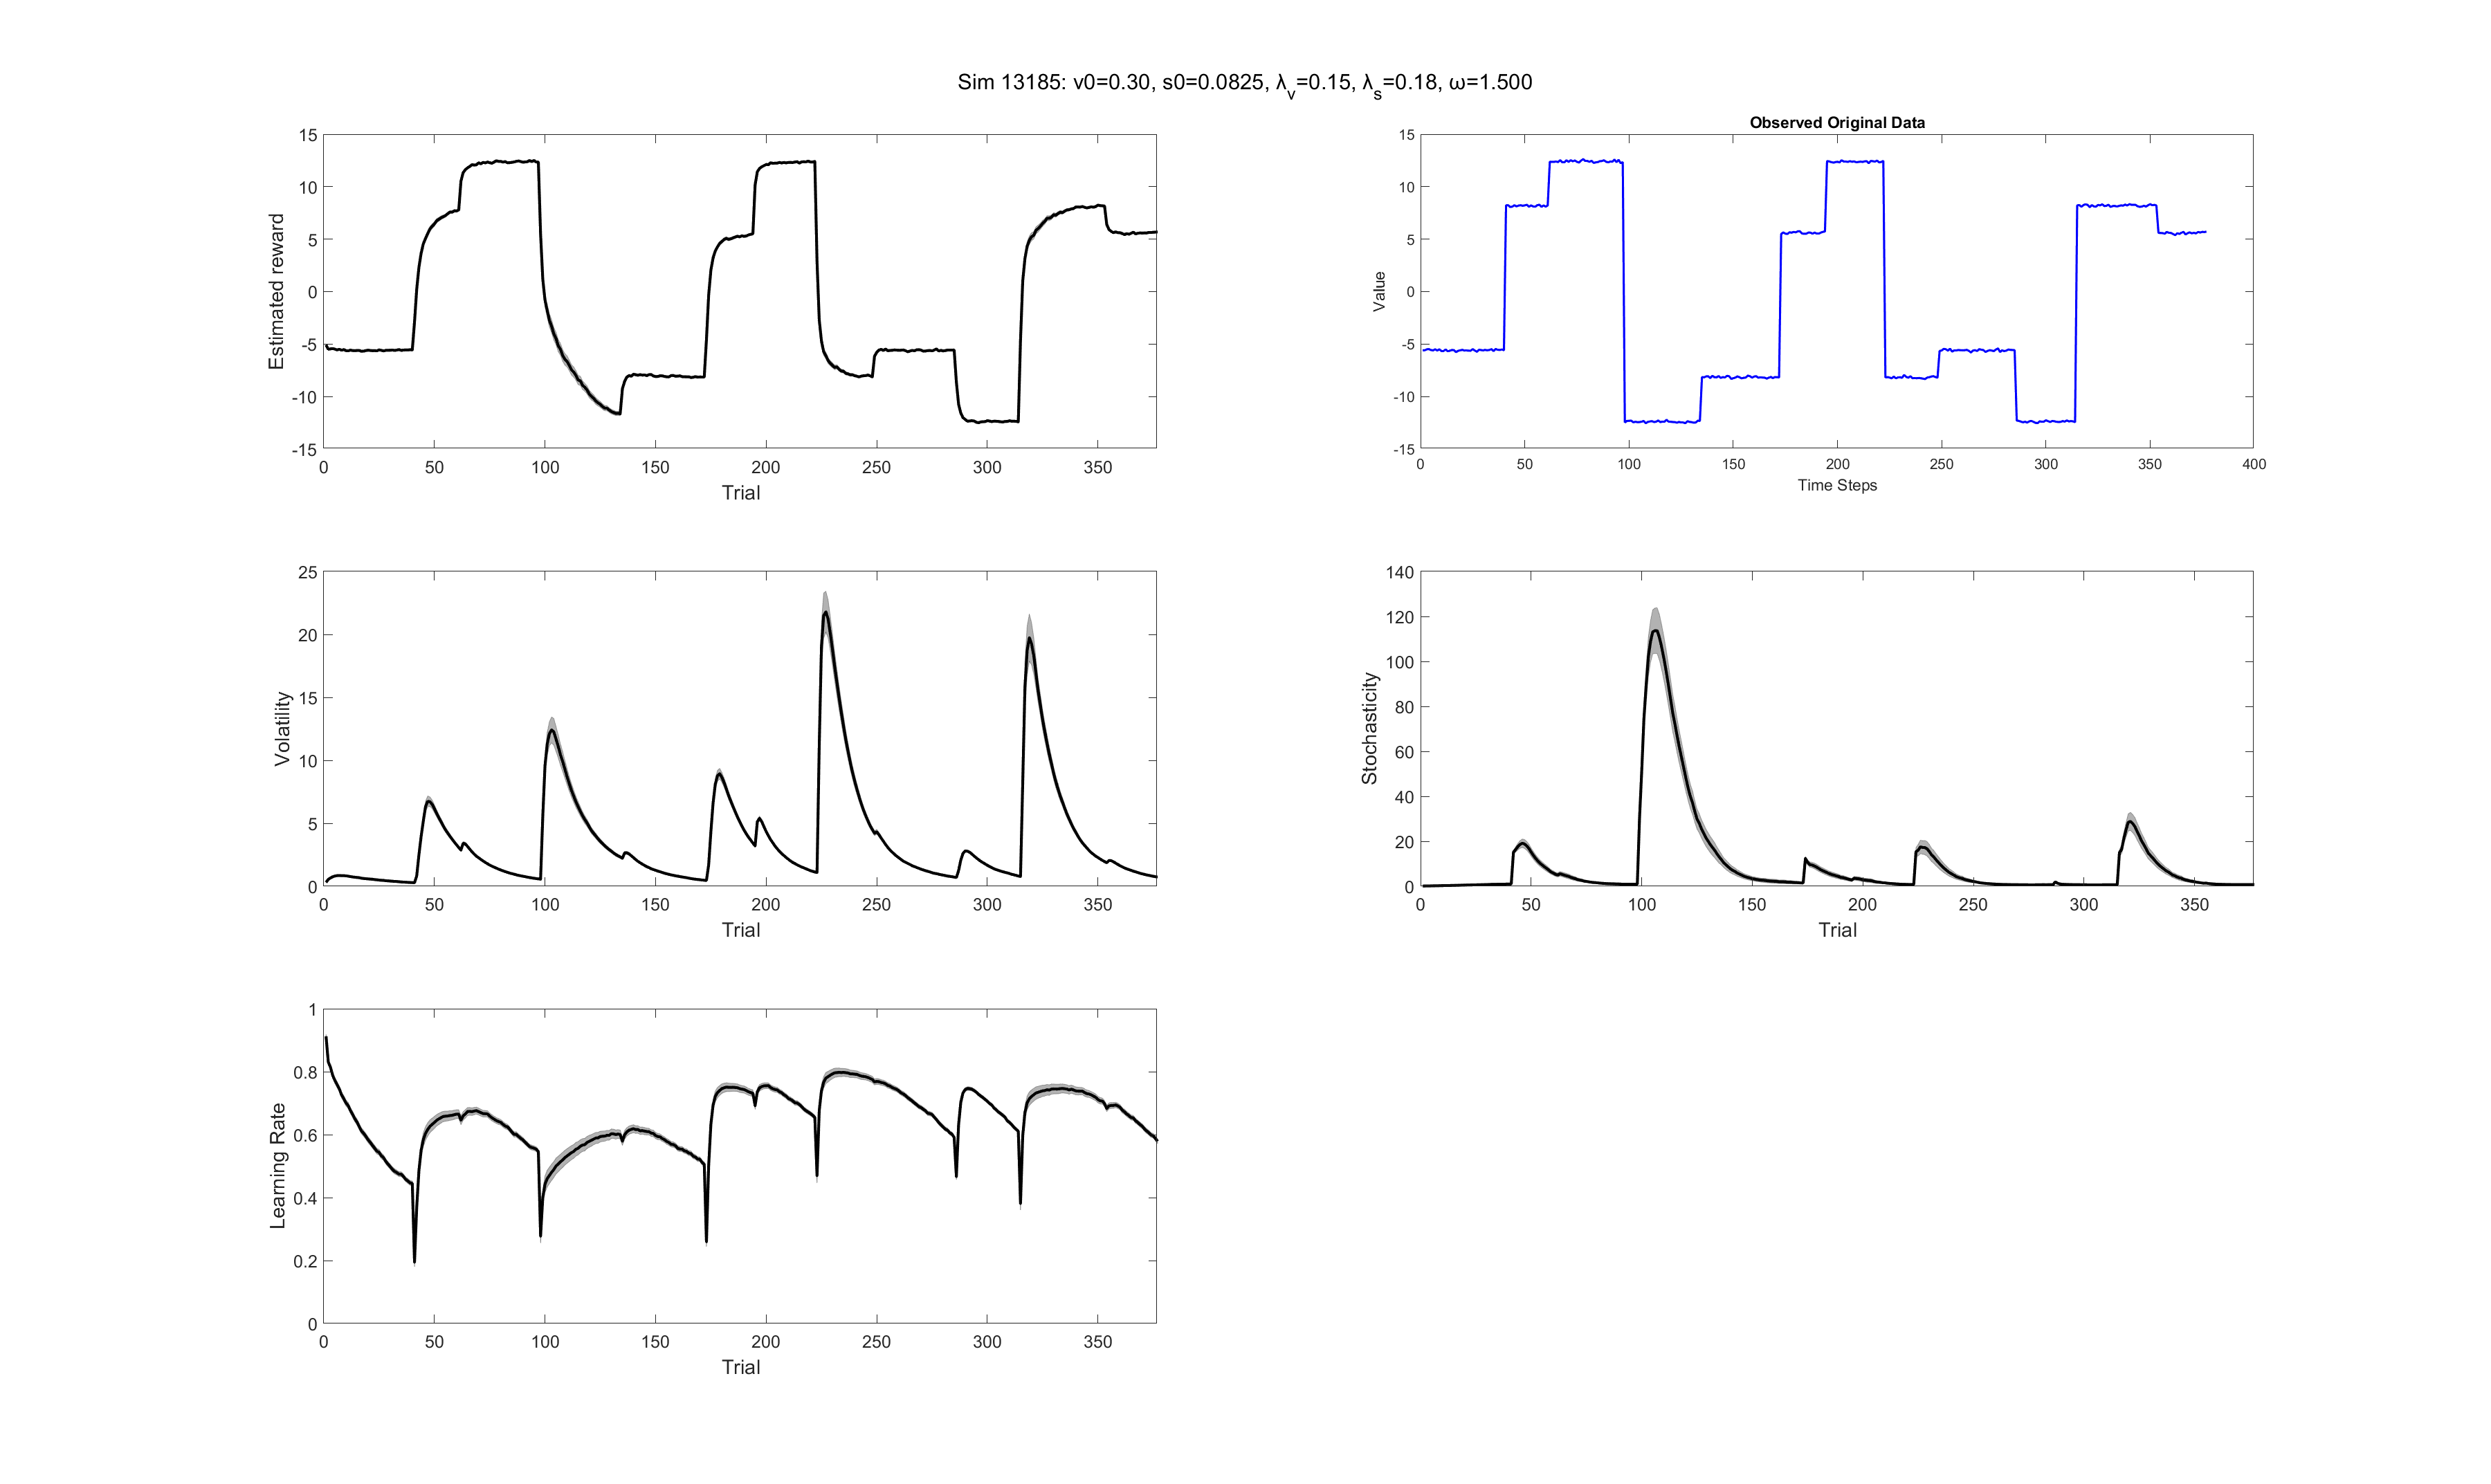 Sim 13185: v0=0.30, s0=0.0825, λv=0.15, λs=0.18, ω=1.500
15
10
5
0
-5
-10
-15
Estimated reward
0 50 100 150 200 250 300 350
Trial
Observed Original Data
15
10
5
0
-5
-10
-15
Value
0 50 100 150 200 250 300 350 400
Time Steps
25
20
15
10
5
0
Volatility
0 50 100 150 200 250 300 350
Trial
140
120
100
80
60
40
20
0
Stochasticity
0 50 100 150 200 250 300 350
Trial
1
0.8
0.6
0.4
0.2
0
Learning Rate
0 50 100 150 200 250 300 350
Trial